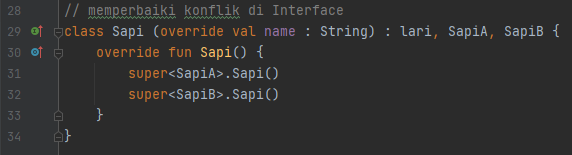 28 // memperbaiki konflik di Interface
29 class Sapi (override val name : String) : lari, SapiA, SapiB {
30 override fun Sapi() {
31 super<SapiA>.Sapi()
32 super<SapiB>.Sapi()
33 }
34 }